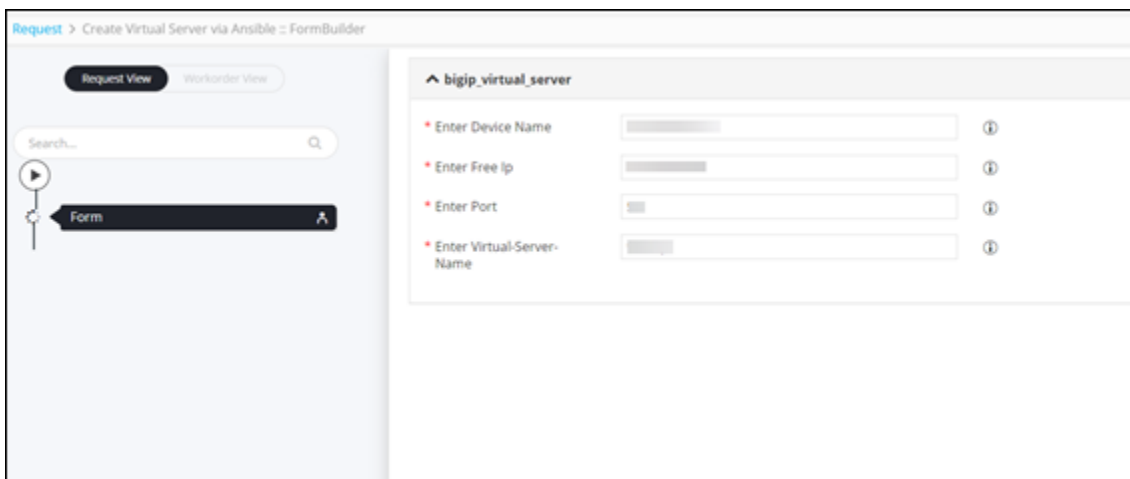 Request > Create Virtual Server via Ansible :: FormBuilder
Request View
Workorder View
Search...
Form
bigip_virtual_server
* Enter Device Name
* Enter Free Ip
* Enter Port
* Enter Virtual-Server-
Name